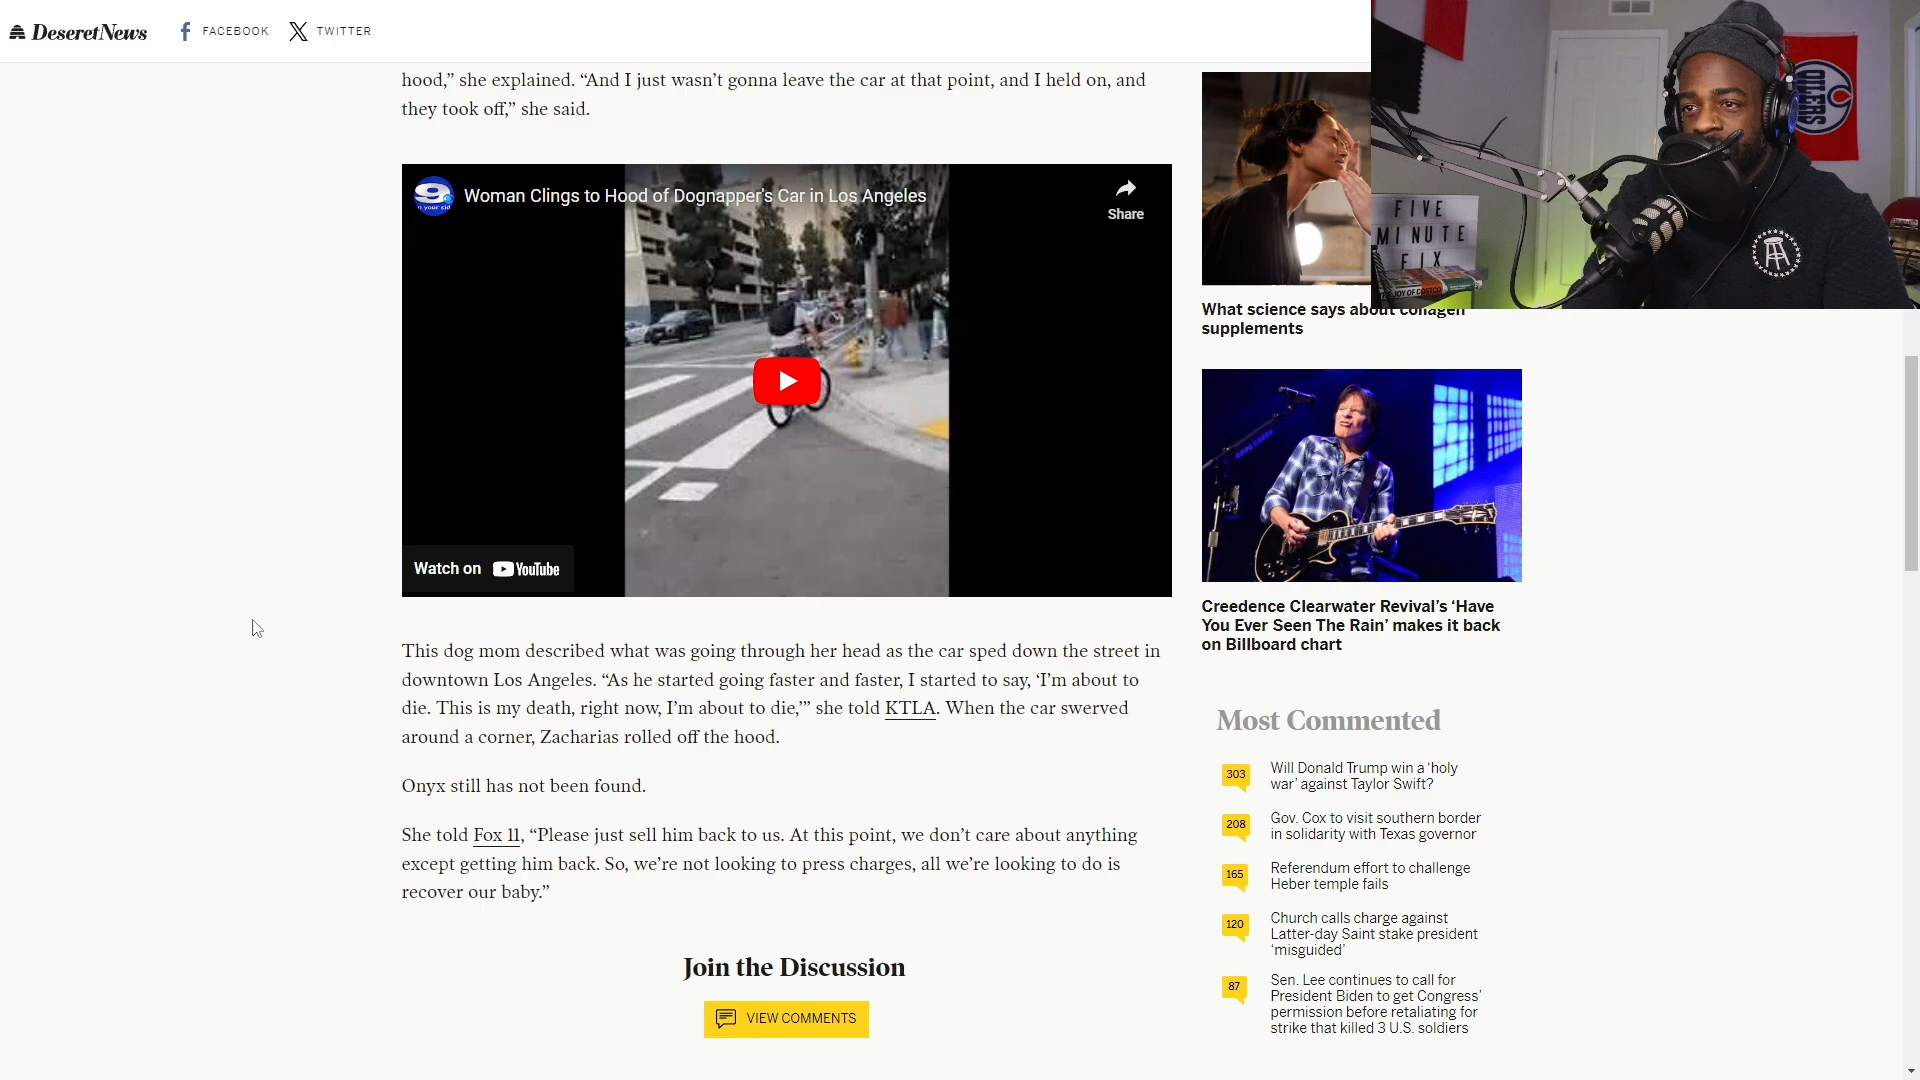 DeseretNews
FACEBOOK
TWITTER
hood,” she explained. “And I just wasn’t gonna leave the car at that point, and I held on, and
they took off,” she said.
9
Woman Clings to Hood of Dognapper's Car in Los Angeles
Share
Watch on YouTube
This dog mom described what was going through her head as the car sped down the street in
downtown Los Angeles. “As he started going faster and faster, I started to say, ‘I’m about to
die. This is my death, right now, I’m about to die,’” she told KTLA. When the car swerved
around a corner, Zacharias rolled off the hood.
Onyx still has not been found.
She told Fox 11, “Please just sell him back to us. At this point, we don’t care about anything
except getting him back. So, we’re not looking to press charges, all we’re looking to do is
recover our baby.”
Join the Discussion
VIEW COMMENTS
What science says about collagen
supplements
Creedence Clearwater Revival’s ‘Have
You Ever Seen The Rain’ makes it back
on Billboard chart
Most Commented
303
Will Donald Trump win a ‘holy
war’ against Taylor Swift?
208
Gov. Cox to visit southern border
in solidarity with Texas governor
165
Referendum effort to challenge
Heber temple fails
120
Church calls charge against
Latter-day Saint stake president
‘misguided’
87
Sen. Lee continues to call for
President Biden to get Congress’
permission before retaliating for
strike that killed 3 U.S. soldiers
FIVE
MINUTE
FIX
JOY OF COSTCO
OILERS